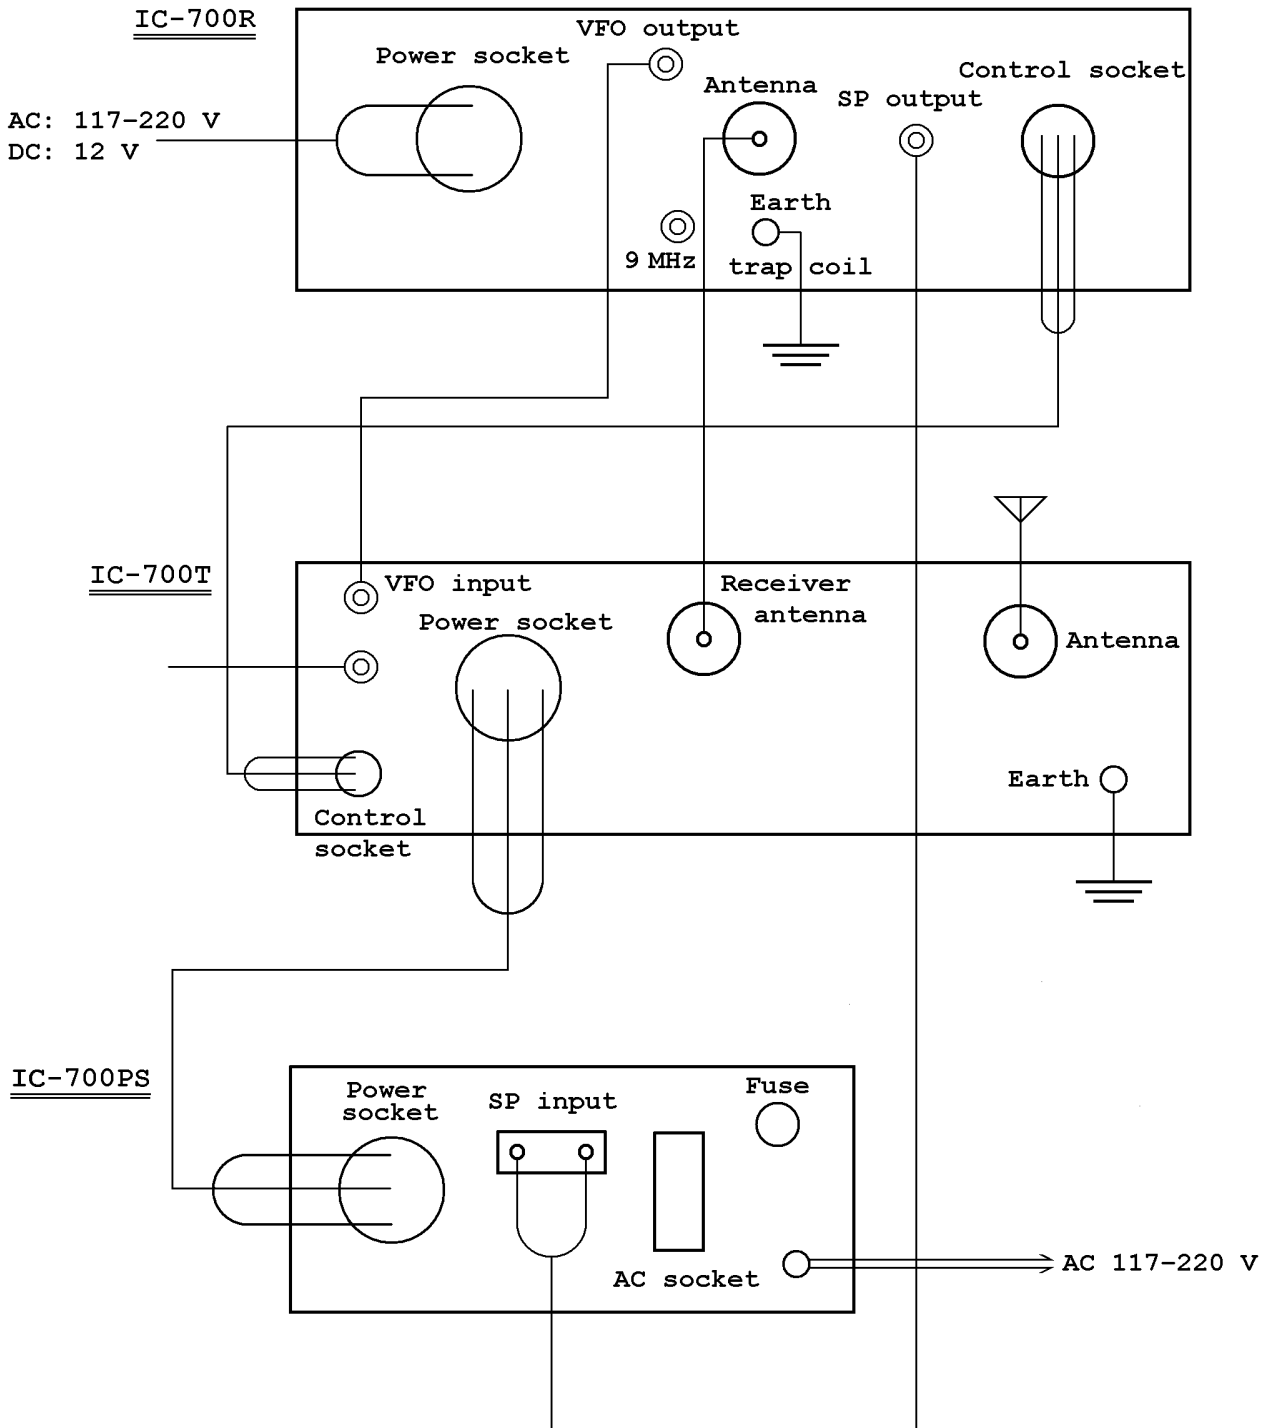 IC-700R
VFO output
Power socket
Control socket
Antenna
SP output
AC: 117-220 V
DC: 12 V
Earth
9 MHz
trap coil
IC-700T
VFO input
Receiver
antenna
Power socket
Antenna
Earth
Control
socket
IC-700PS
Power
socket
SP input
Fuse
AC socket
AC 117-220 V